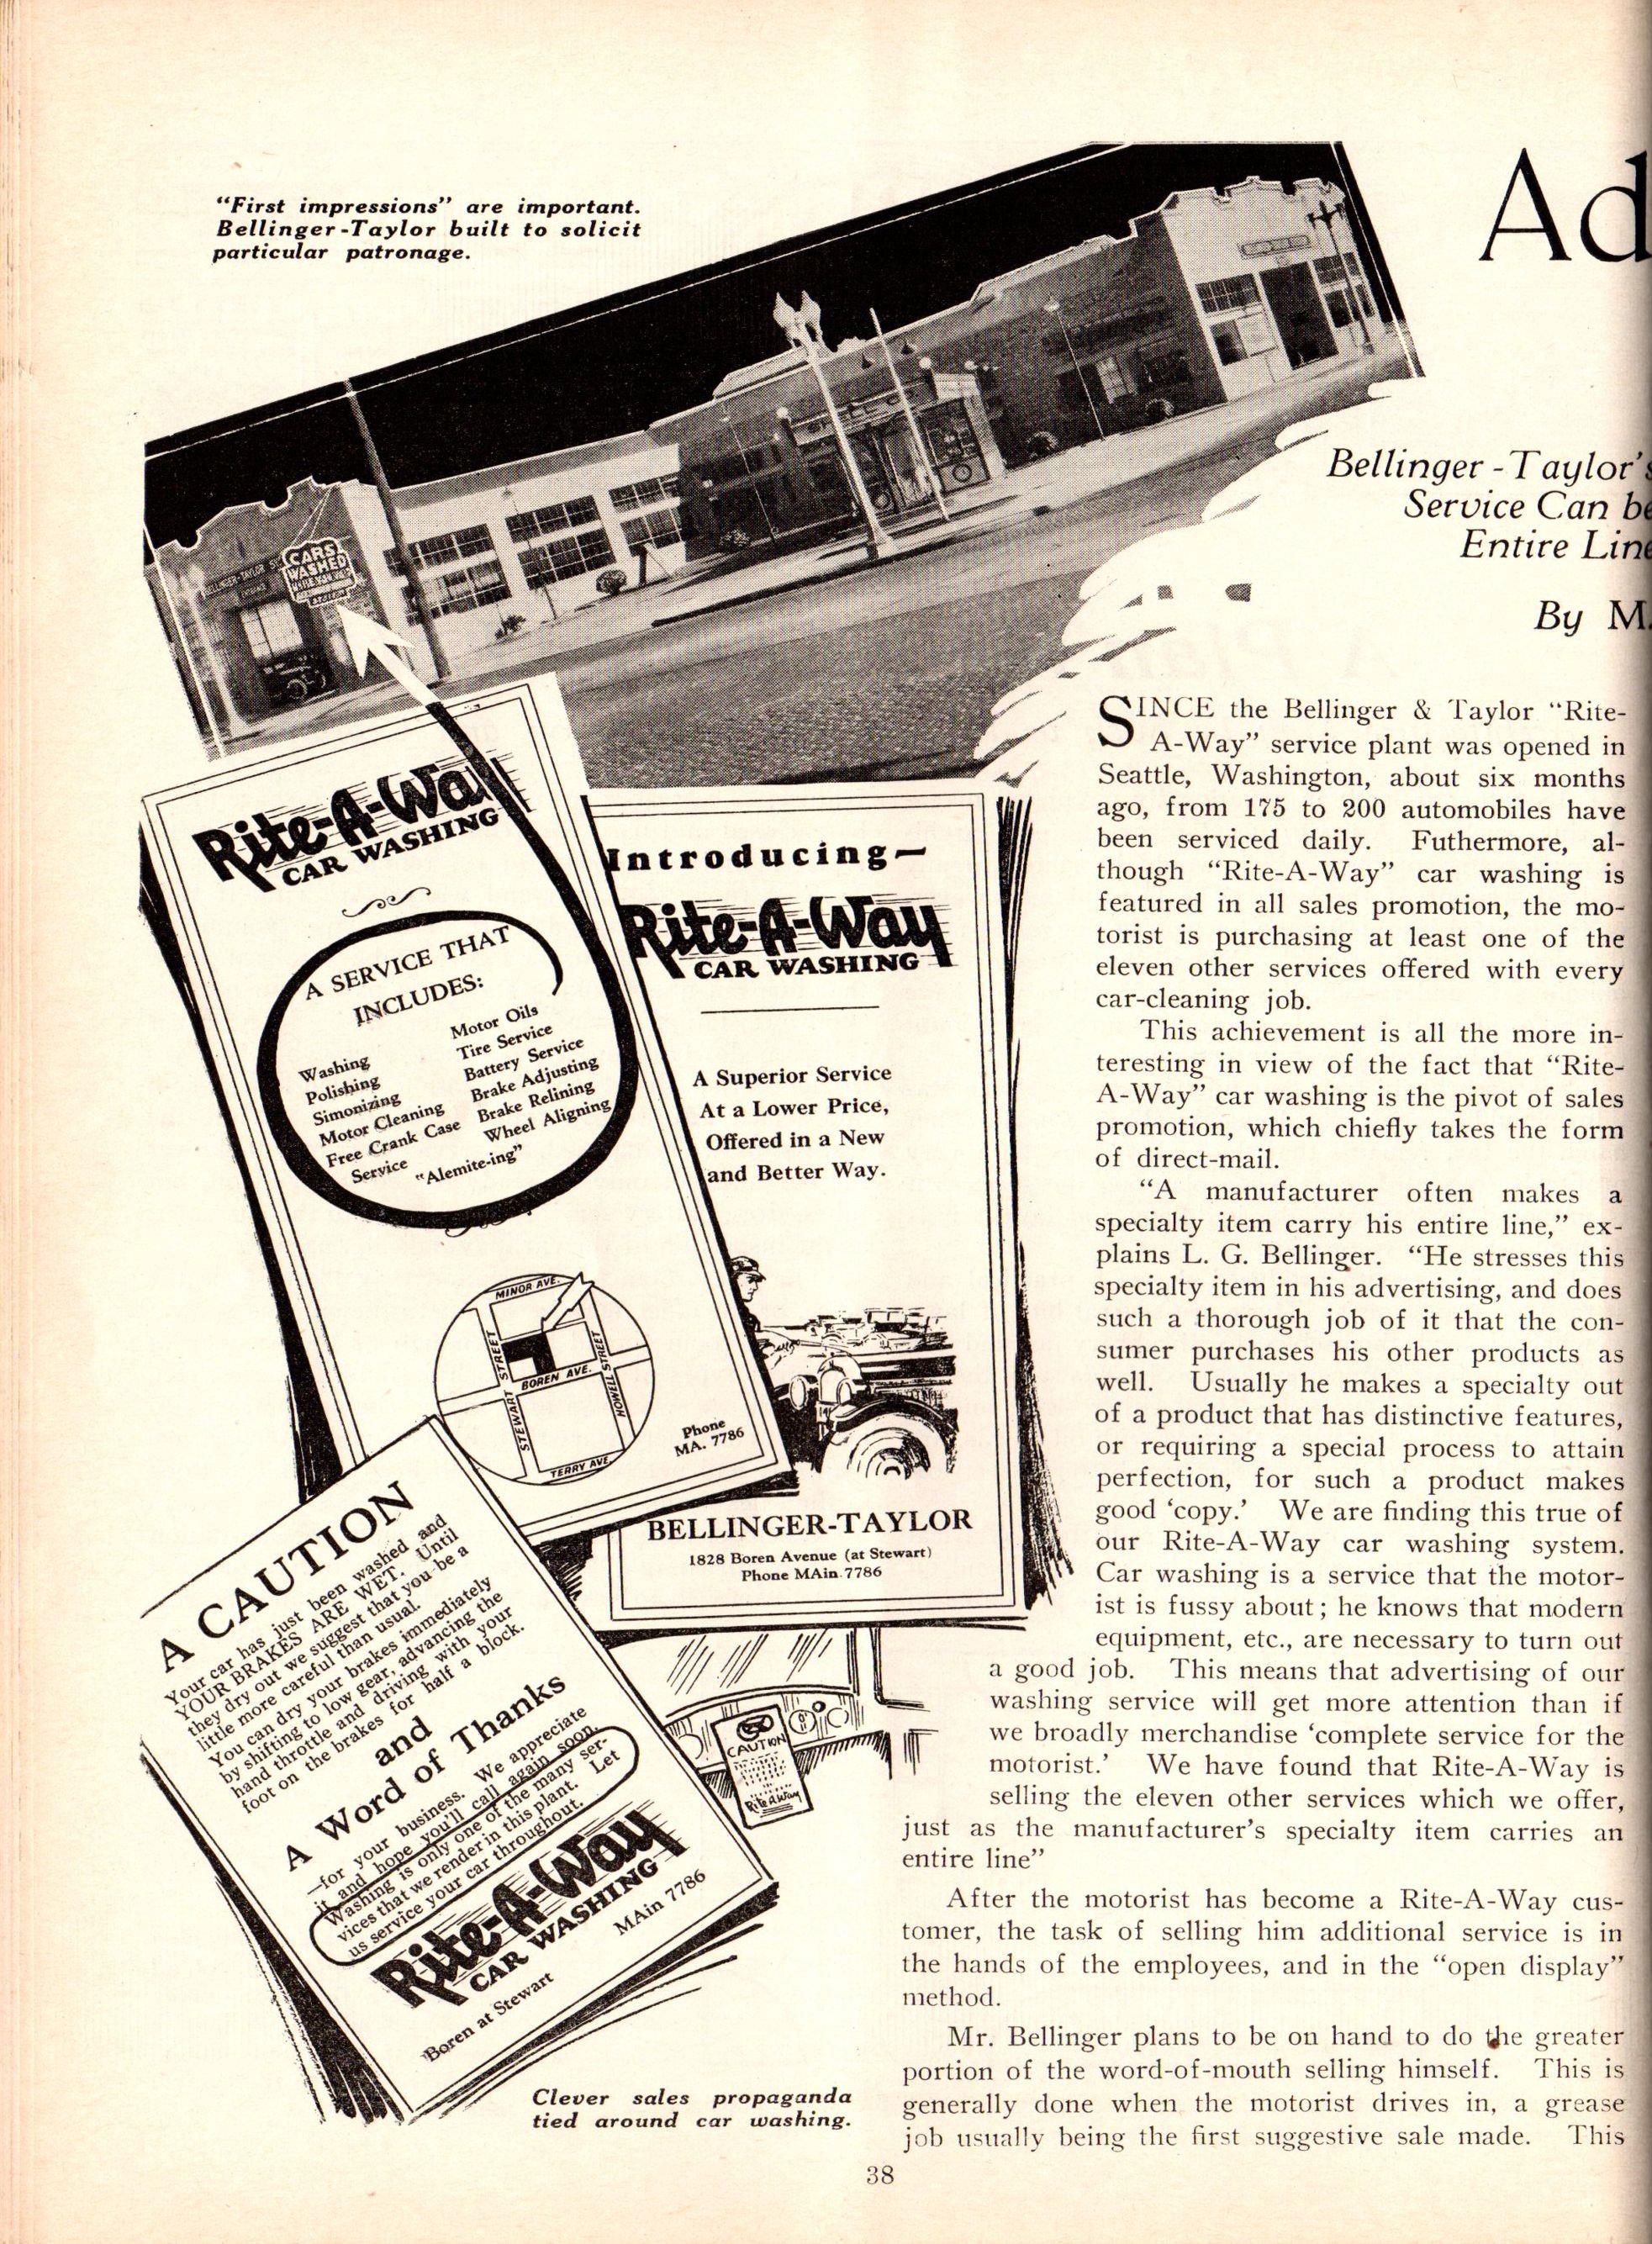 "First impressions" are important.
Bellinger-Taylor built to solicit
particular patronage.
Ad
Bellinger-Taylor's
Service Can be
Entire Line
By M.
CARS
WASHED
Rite-A-Way
CAR WASHING
A SERVICE THAT
INCLUDES:
Washing
Polishing
Simonizing
Motor Cleaning
Free Crank Case
Service
Motor Oils
Tire Service
Battery Service
Brake Adjusting
Brake Relining
Wheel Aligning
"Alemite-ing"
MINOR AVE.
STEWART STREET
BOREN AVE.
HOWELL STREET
TERRY AVE
Phone
MA. 7786
Introducing—
Rite-A-Way
CAR WASHING
A Superior Service
At a Lower Price,
Offered in a New
and Better Way.
BELLINGER-TAYLOR
1828 Boren Avenue (at Stewart)
Phone MAin 7786
A CAUTION
Your car has just been washed and
YOUR BRAKES ARE WET. Until
they dry out we suggest that you be a
little more careful than usual.
You can dry your brakes immediately
by shifting to low gear, advancing the
hand throttle and driving with your
foot on the brakes for half a block.
and
A Word of Thanks
—for your business. We appreciate
it and hope you'll call again soon.
Washing is only one of the many ser-
vices that we render in this plant. Let
us service your car throughout.
Rite-A-Way
CAR WASHING
Boren at Stewart
MAin 7786
CAUTION
Rite A Way
Clever sales propaganda
tied around car washing.
SINCE the Bellinger & Taylor "Rite-
A-Way" service plant was opened in
Seattle, Washington, about six months
ago, from 175 to 200 automobiles have
been serviced daily. Futhermore, al-
though "Rite-A-Way" car washing is
featured in all sales promotion, the mo-
torist is purchasing at least one of the
eleven other services offered with every
car-cleaning job.
This achievement is all the more in-
teresting in view of the fact that "Rite-
A-Way" car washing is the pivot of sales
promotion, which chiefly takes the form
of direct-mail.
"A manufacturer often makes a
specialty item carry his entire line," ex-
plains L. G. Bellinger. "He stresses this
specialty item in his advertising, and does
such a thorough job of it that the con-
sumer purchases his other products as
well. Usually he makes a specialty out
of a product that has distinctive features,
or requiring a special process to attain
perfection, for such a product makes
good 'copy.' We are finding this true of
our Rite-A-Way car washing system.
Car washing is a service that the motor-
ist is fussy about; he knows that modern
equipment, etc., are necessary to turn out
a good job. This means that advertising of our
washing service will get more attention than if
we broadly merchandise 'complete service for the
motorist.' We have found that Rite-A-Way is
selling the eleven other services which we offer,
just as the manufacturer's specialty item carries an
entire line"
After the motorist has become a Rite-A-Way cus-
tomer, the task of selling him additional service is in
the hands of the employees, and in the "open display"
method.
Mr. Bellinger plans to be on hand to do the greater
portion of the word-of-mouth selling himself. This is
generally done when the motorist drives in, a grease
job usually being the first suggestive sale made. This
38